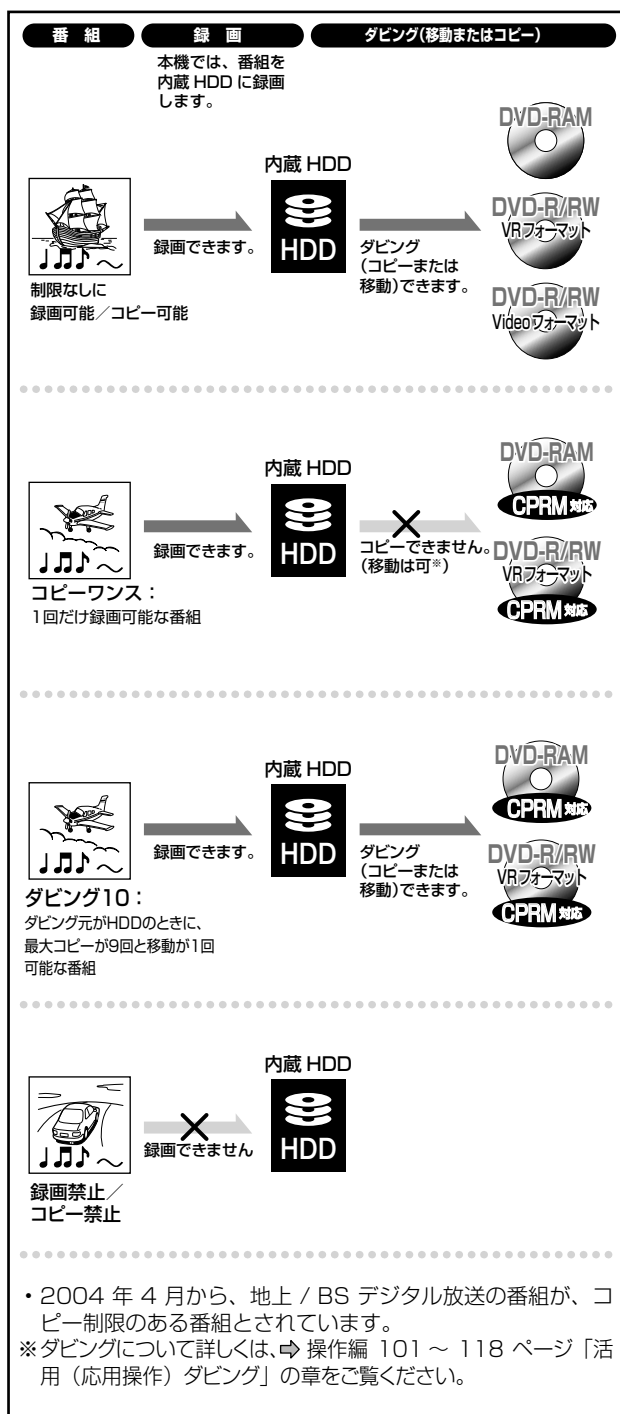 番 組
録 画
ダビング(移動またはコピー)
本機では、番組を
内蔵 HDD に録画
します。
制限なしに
録画可能／コピー可能
録画できます。
内蔵 HDD
HDD
ダビング
(コピーまたは
移動)できます。
DVD-RAM
DVD-R/RW
VRフォーマット
DVD-R/RW
Videoフォーマット
コピーワンス：
1回だけ録画可能な番組
録画できます。
内蔵 HDD
HDD
コピーできません。
(移動は可※)
DVD-RAM
CPRM対応
DVD-R/RW
VRフォーマット
CPRM対応
ダビング10：
ダビング元がHDDのときに、
最大コピーが9回と移動が1回
可能な番組
録画できます。
内蔵 HDD
HDD
ダビング
(コピーまたは
移動)できます。
DVD-RAM
CPRM対応
DVD-R/RW
VRフォーマット
CPRM対応
録画禁止／
コピー禁止
録画できません
内蔵 HDD
HDD
・2004 年 4 月から、地上 / BS デジタル放送の番組が、コ
ピー制限のある番組とされています。
※ダビングについて詳しくは、⇨ 操作編 101 ～ 118 ページ「活
用（応用操作）ダビング」の章をご覧ください。